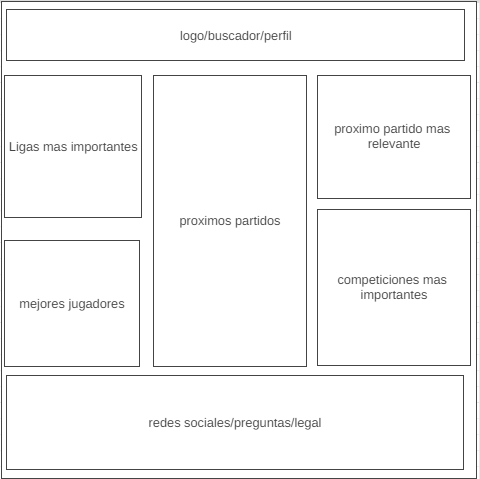 logo/buscador/perfil
Ligas mas importantes
proximos partidos
proximo partido mas
relevante
mejores jugadores
competiciones mas
importantes
redes sociales/preguntas/legal